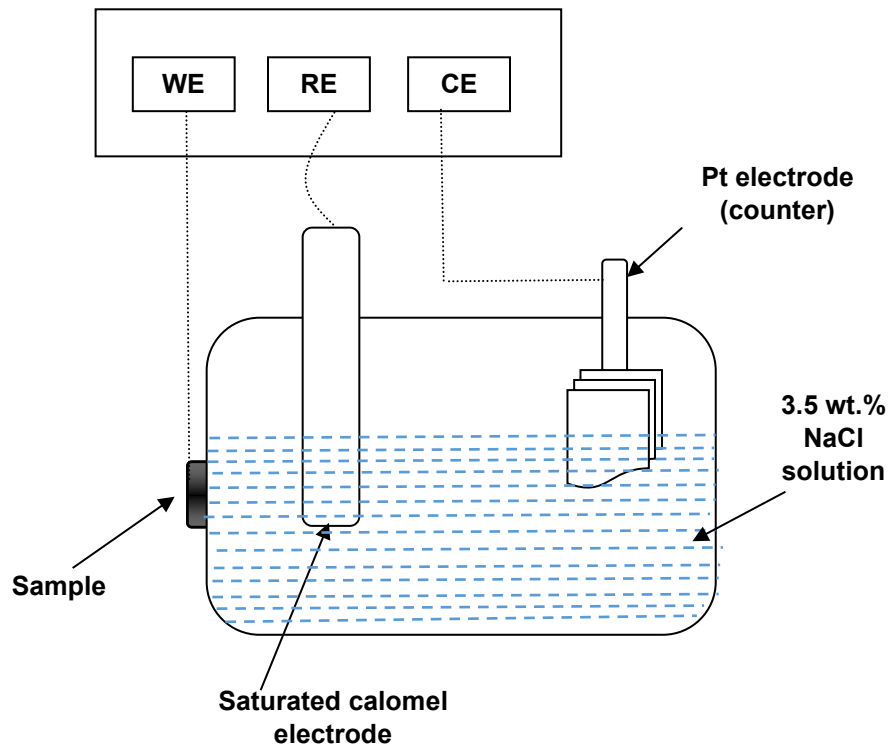 WE
RE
CE
Pt electrode
(counter)
3.5 wt.%
NaCl
solution
Sample
Saturated calomel
electrode